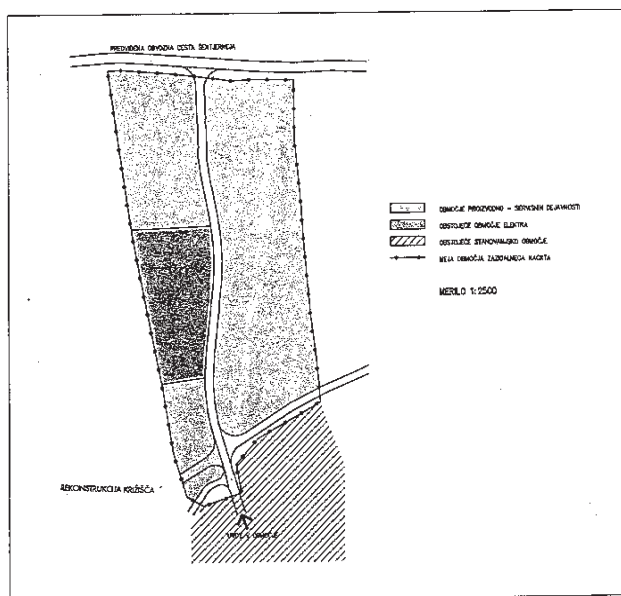 PREDVIDENA OBVOZNA CESTA ŠENTJERNEJA
OBMOČJE PROIZVODNO - SERVISNIH DEJAVNOSTI
OBSTOJEČE OBMOČJE ELEKTRA
OBSTOJEČE STANOVANJSKO OBMOČJE
MEJA OBMOČJA ZAZIDALNEGA NAČRTA
MERILO 1:2500
REKONSTRUKCIJA KRIŽIŠČA
OBMOČJE